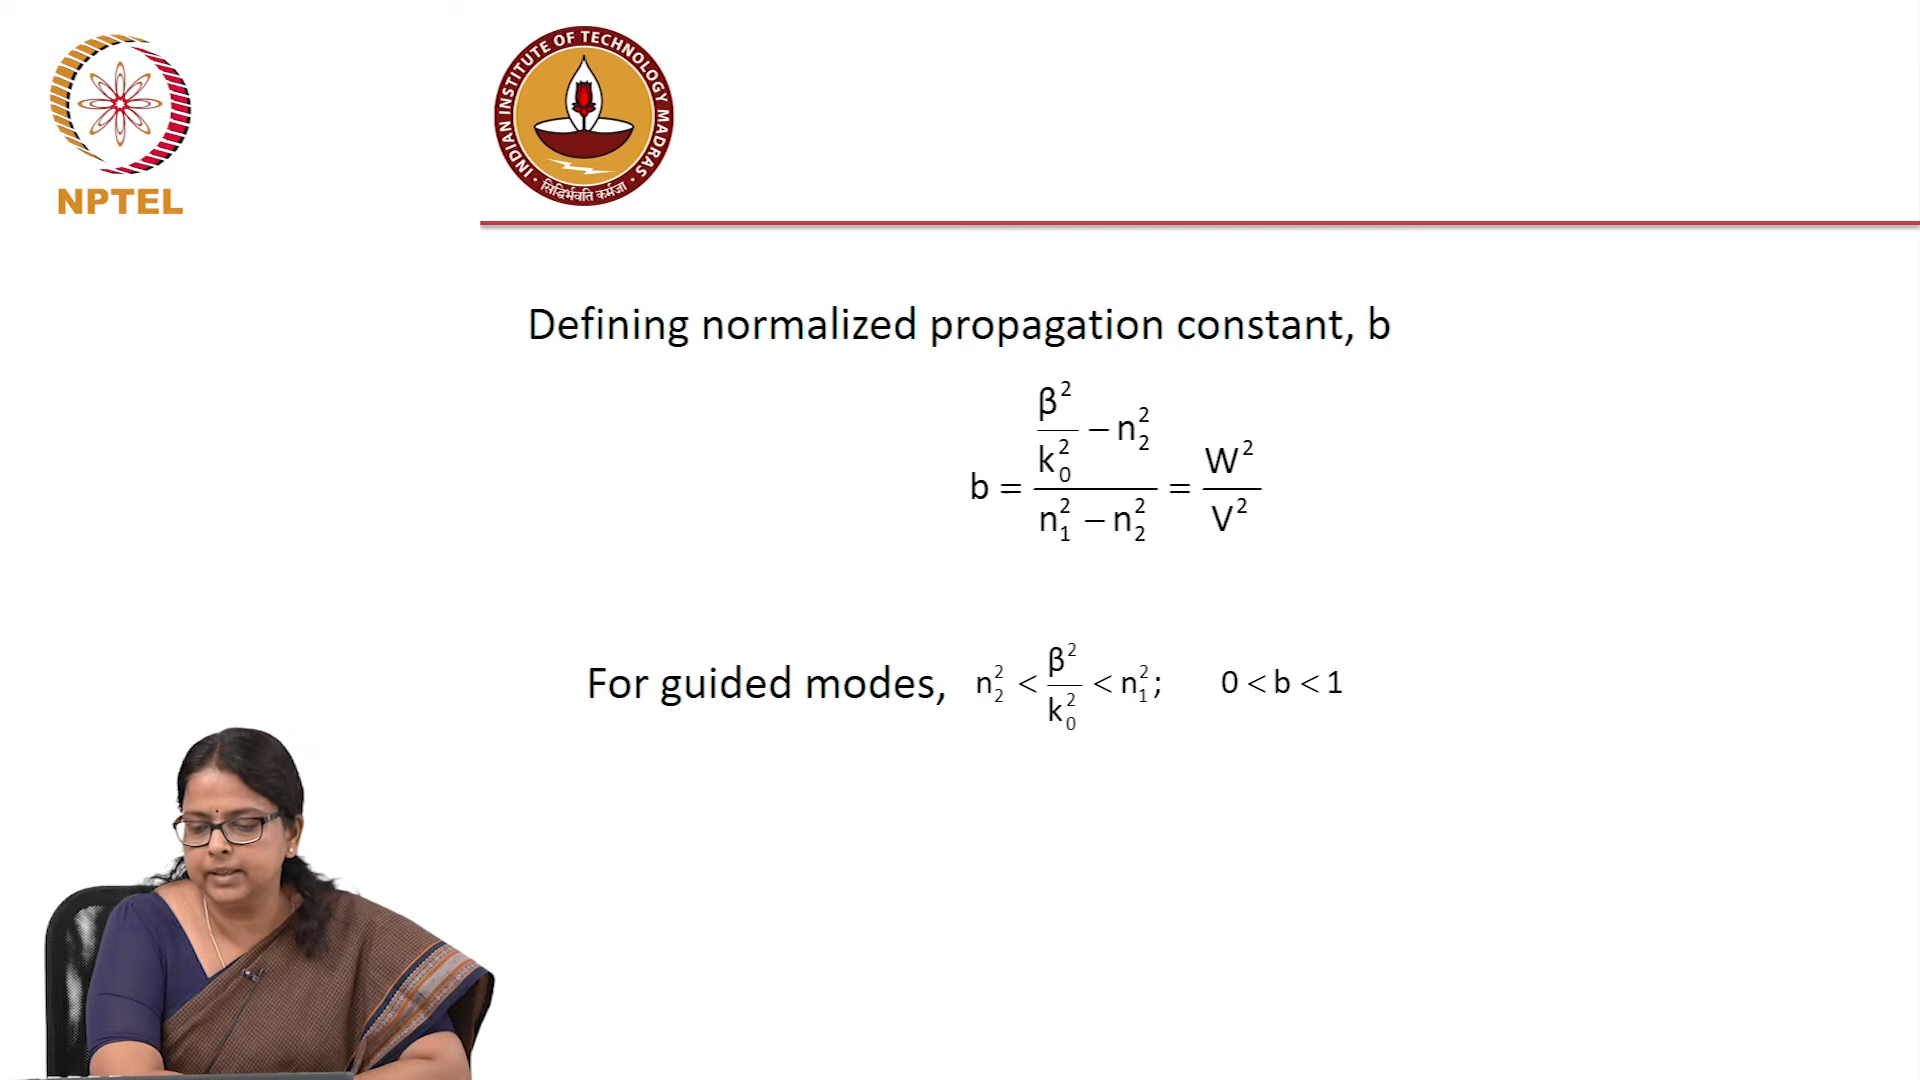 NPTEL
INDIAN INSTITUTE OF TECHNOLOGY MADRAS
सिद्धिर्भवति कर्मजा
Defining normalized propagation constant, b
b = (β²/k₀² − n₂²)/(n₁² − n₂²) = W²/V²
For guided modes, n₂² < β²/k₀² < n₁²; 0 < b < 1